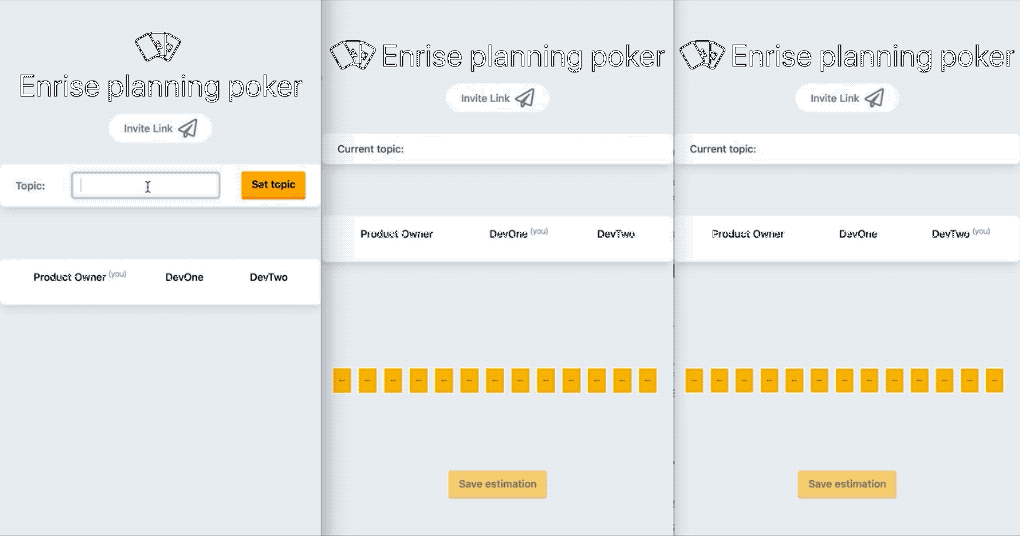 Enrise planning poker
Invite Link
Topic:
Set topic
Product Owner (you) DevOne DevTwo
Enrise planning poker
Invite Link
Current topic:
Product Owner DevOne (you) DevTwo
Save estimation
Enrise planning poker
Invite Link
Current topic:
Product Owner DevOne DevTwo (you)
Save estimation